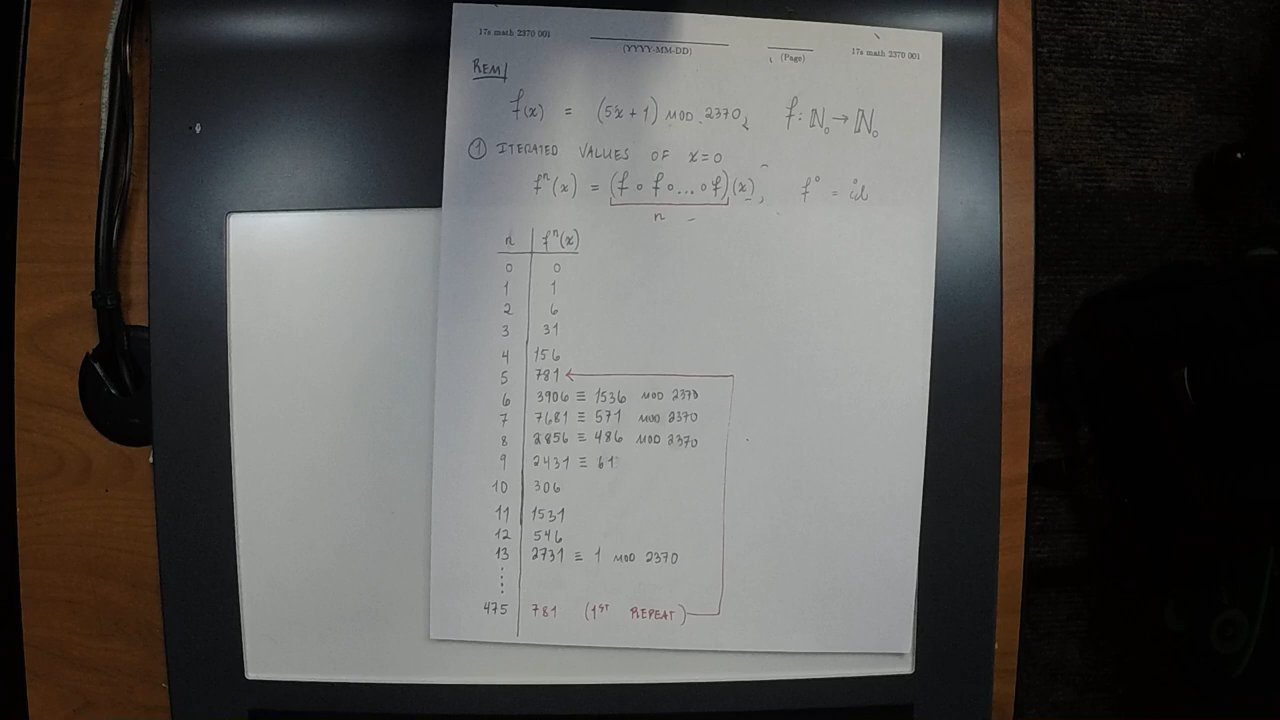 17s math 2370 001 (YYYY-MM-DD) (Page) 17s math 2370 001
REM
f(x) = (5x+1) MOD. 2370, f: ℕ₀ → ℕ₀
① ITERATED VALUES OF x=0
fⁿ(x) = (f ∘ f ∘ ... ∘ f)(x), f⁰ = id
n
n fⁿ(x)
0 0
1 1
2 6
3 31
4 156
5 781
6 3906 ≡ 1536 MOD 2370
7 7681 ≡ 571 MOD 2370
8 2856 ≡ 486 MOD 2370
9 2431 ≡ 61
10 306
11 1531
12 546
13 2731 ≡ 1 MOD 2370
475 781 (1ST REPEAT)